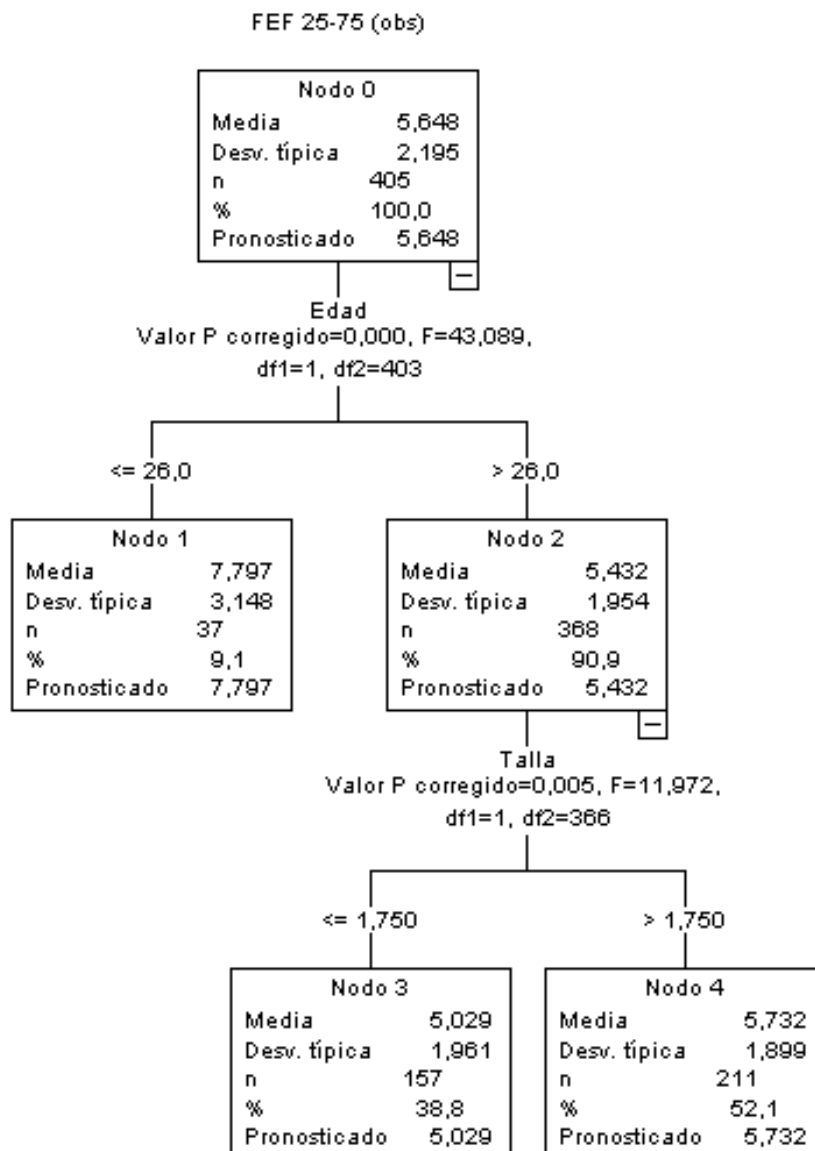 FEF 25-75 (obs)
Nodo 0
Media 5,648
Desv. típica 2,195
n 405
% 100,0
Pronosticado 5,648
Edad
Valor P corregido=0,000, F=43,089,
df1=1, df2=403
<= 26,0
> 26,0
Nodo 1
Media 7,797
Desv. típica 3,148
n 37
% 9,1
Pronosticado 7,797
Nodo 2
Media 5,432
Desv. típica 1,954
n 368
% 90,9
Pronosticado 5,432
Talla
Valor P corregido=0,005, F=11,972,
df1=1, df2=366
<= 1,750
> 1,750
Nodo 3
Media 5,029
Desv. típica 1,961
n 157
% 38,8
Pronosticado 5,029
Nodo 4
Media 5,732
Desv. típica 1,899
n 211
% 52,1
Pronosticado 5,732